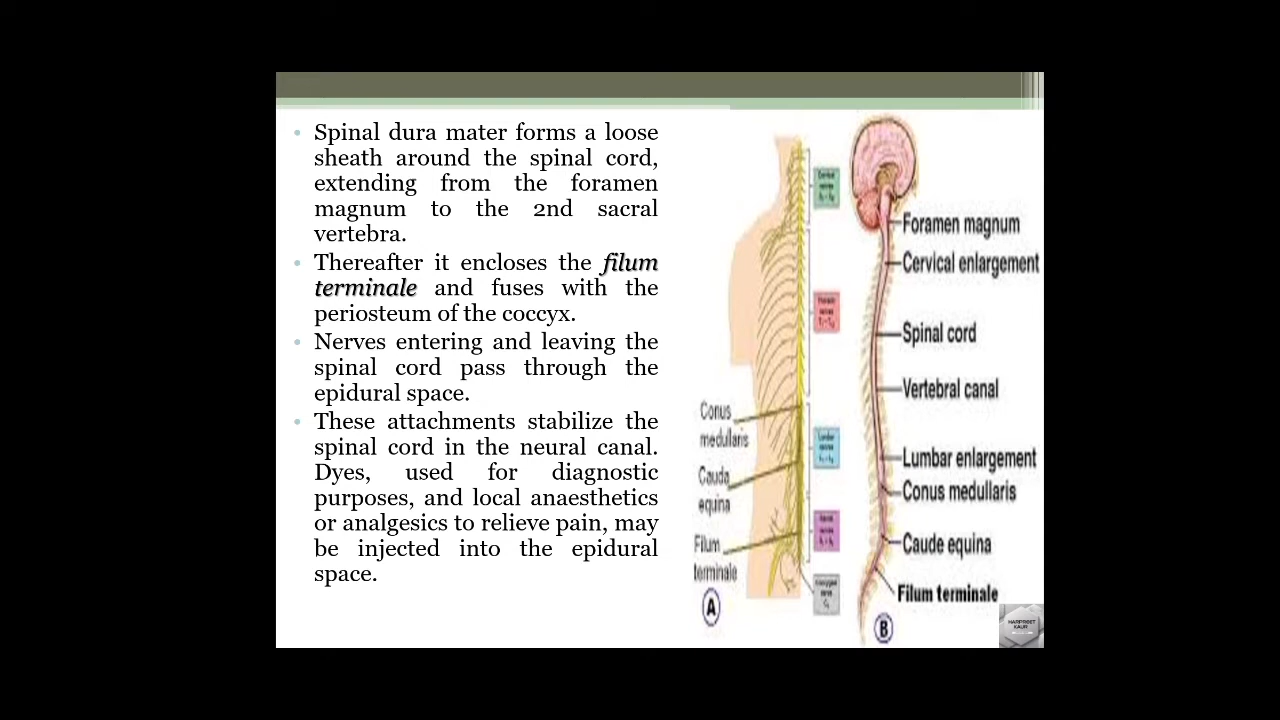 Spinal dura mater forms a loose
sheath around the spinal cord,
extending from the foramen
magnum to the 2nd sacral
vertebra.
Thereafter it encloses the filum
terminale and fuses with the
periosteum of the coccyx.
Nerves entering and leaving the
spinal cord pass through the
epidural space.
These attachments stabilize the
spinal cord in the neural canal.
Dyes, used for diagnostic
purposes, and local anaesthetics
or analgesics to relieve pain, may
be injected into the epidural
space.
Conus
medullaris
Cauda
equina
Filum
terminale
A
Foramen magnum
Cervical enlargement
Spinal cord
Vertebral canal
Lumbar enlargement
Conus medullaris
Caude equina
Filum terminale
B
HARPREET
KAUR